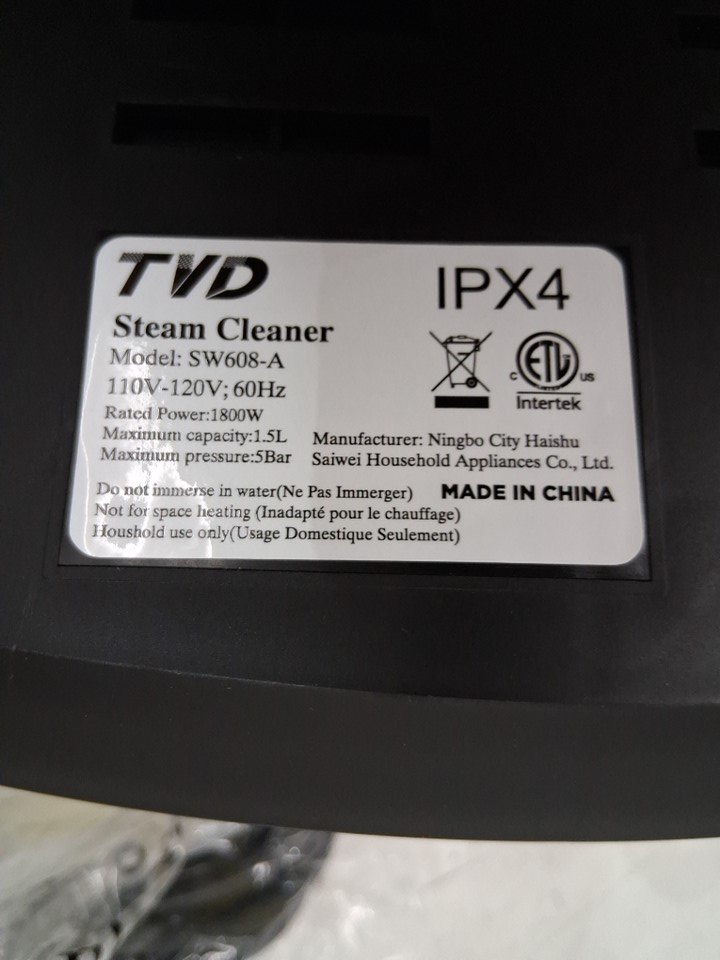 TVD
IPX4
Steam Cleaner
Model: SW608-A
110V-120V; 60Hz
Rated Power:1800W
Maximum capacity:1.5L
Maximum pressure:5Bar
c ETL us
Intertek
Manufacturer: Ningbo City Haishu
Saiwei Household Appliances Co., Ltd.
Do not immerse in water(Ne Pas Immerger)
MADE IN CHINA
Not for space heating (Inadapté pour le chauffage)
Houshold use only(Usage Domestique Seulement)